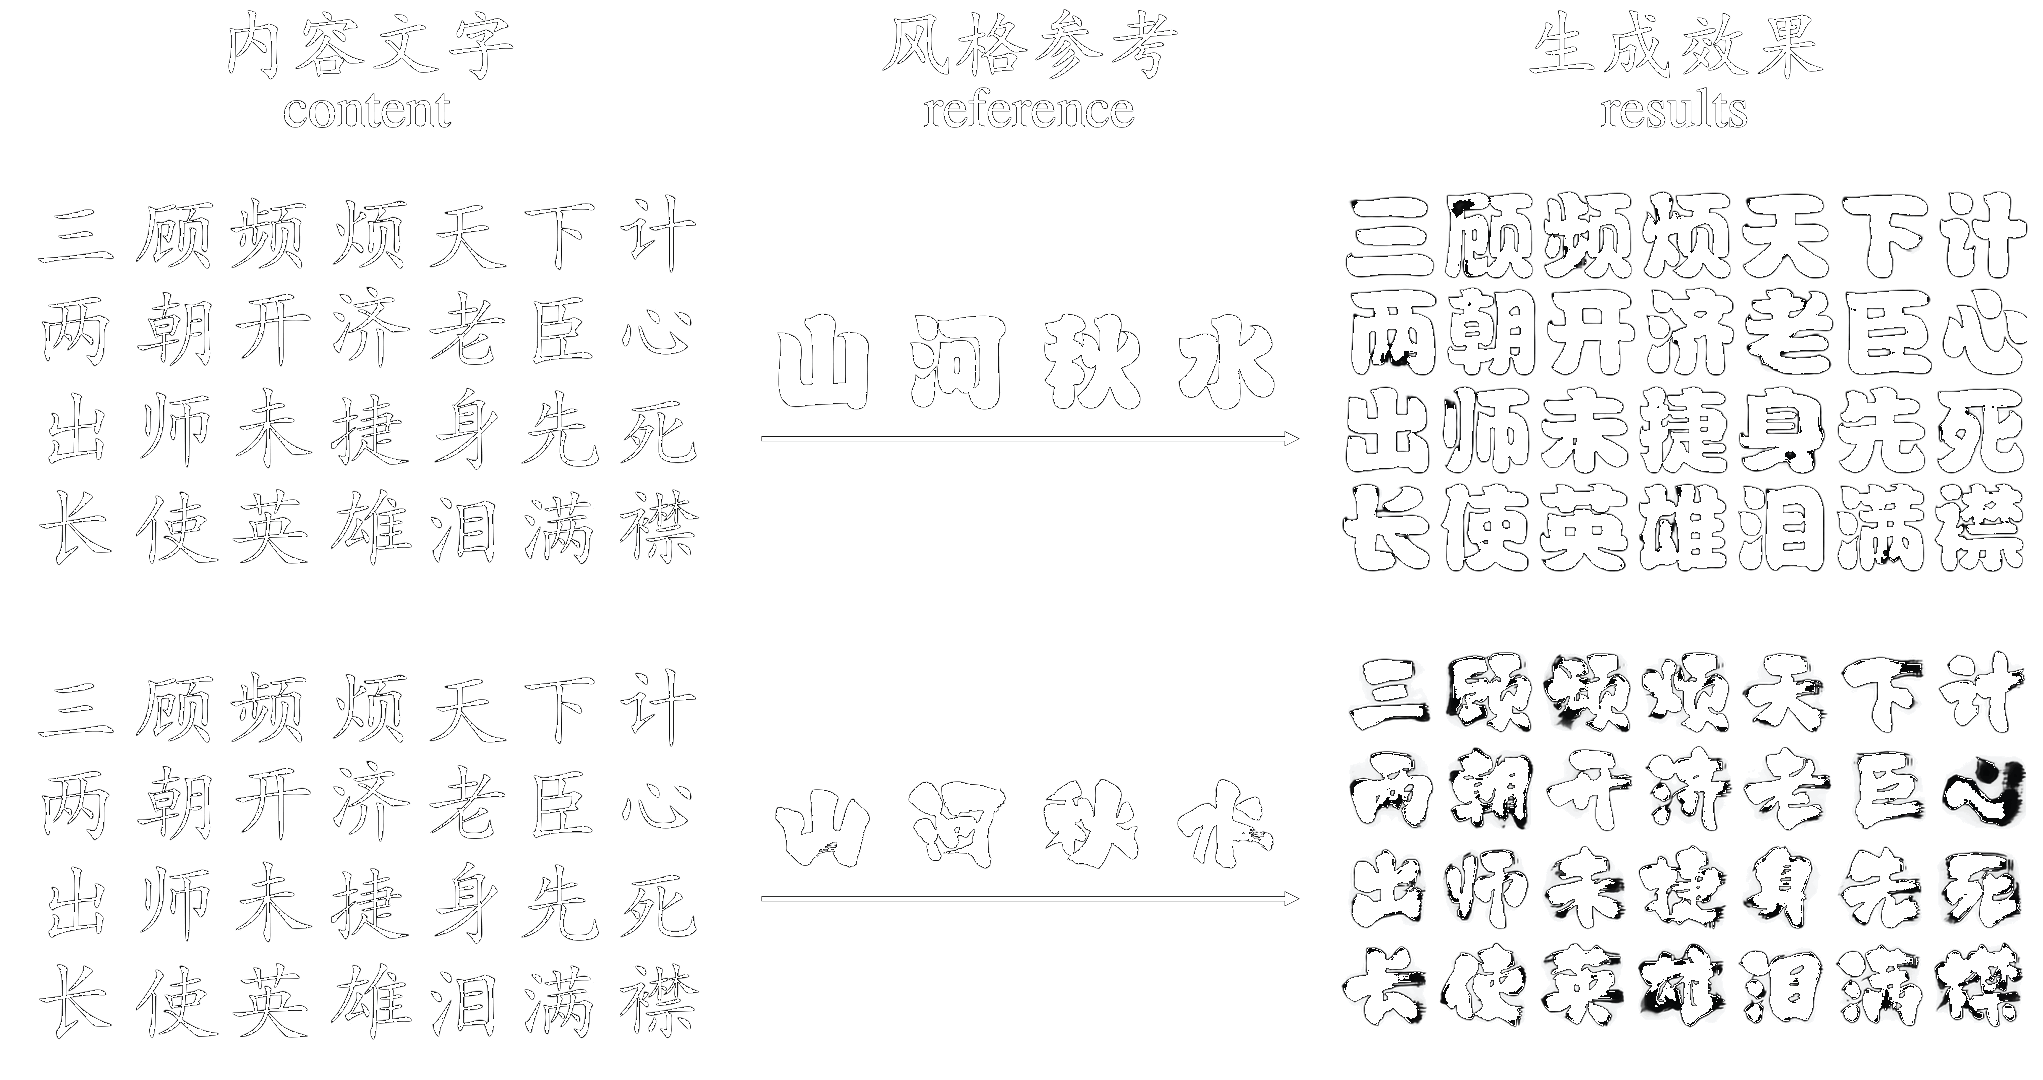 内容文字 风格参考 生成效果
content reference results
三顾频烦天下计
两朝开济老臣心
出师未捷身先死
长使英雄泪满襟
山河秋水
三顾频烦天下计
两朝开济老臣心
出师未捷身先死
长使英雄泪满襟
三顾频烦天下计
两朝开济老臣心
出师未捷身先死
长使英雄泪满襟
山河秋水
三顾频烦天下计
两朝开济老臣心
出师未捷身先死
长使英雄泪满襟